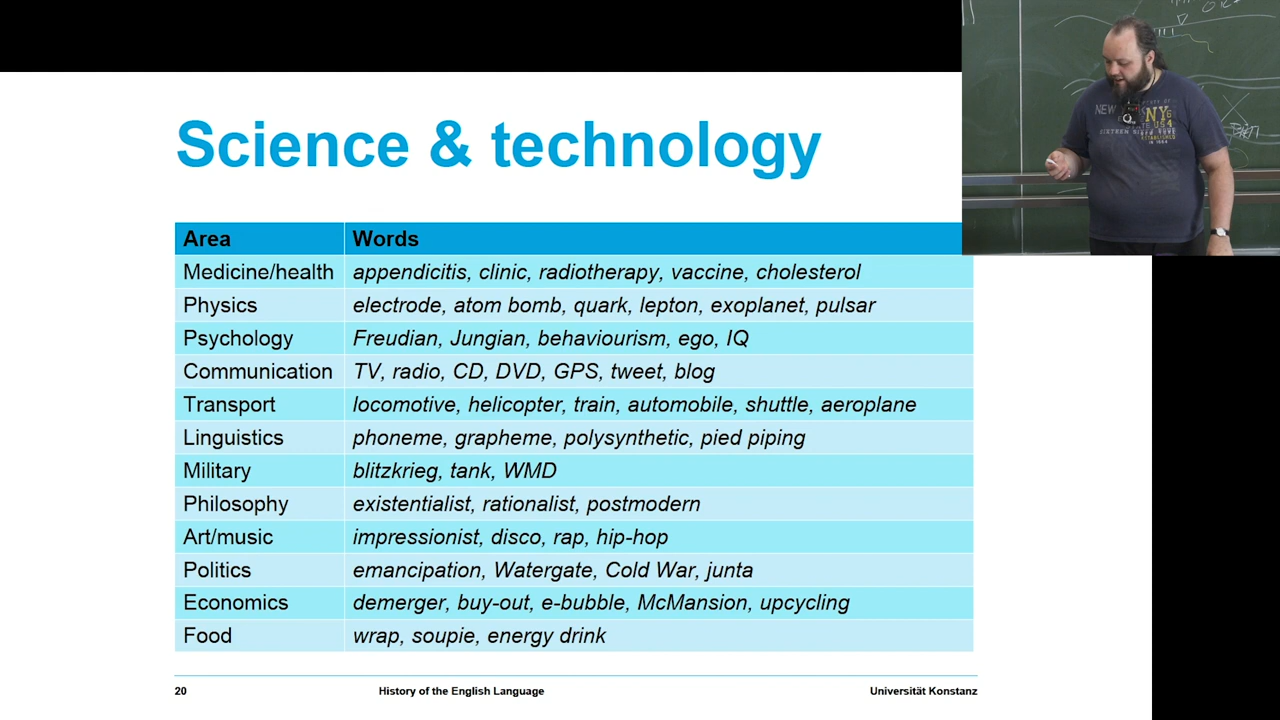 Science & technology
Area Words
Medicine/health appendicitis, clinic, radiotherapy, vaccine, cholesterol
Physics electrode, atom bomb, quark, lepton, exoplanet, pulsar
Psychology Freudian, Jungian, behaviourism, ego, IQ
Communication TV, radio, CD, DVD, GPS, tweet, blog
Transport locomotive, helicopter, train, automobile, shuttle, aeroplane
Linguistics phoneme, grapheme, polysynthetic, pied piping
Military blitzkrieg, tank, WMD
Philosophy existentialist, rationalist, postmodern
Art/music impressionist, disco, rap, hip-hop
Politics emancipation, Watergate, Cold War, junta
Economics demerger, buy-out, e-bubble, McMansion, upcycling
Food wrap, soupie, energy drink
20 History of the English Language Universität Konstanz
NEW
NY